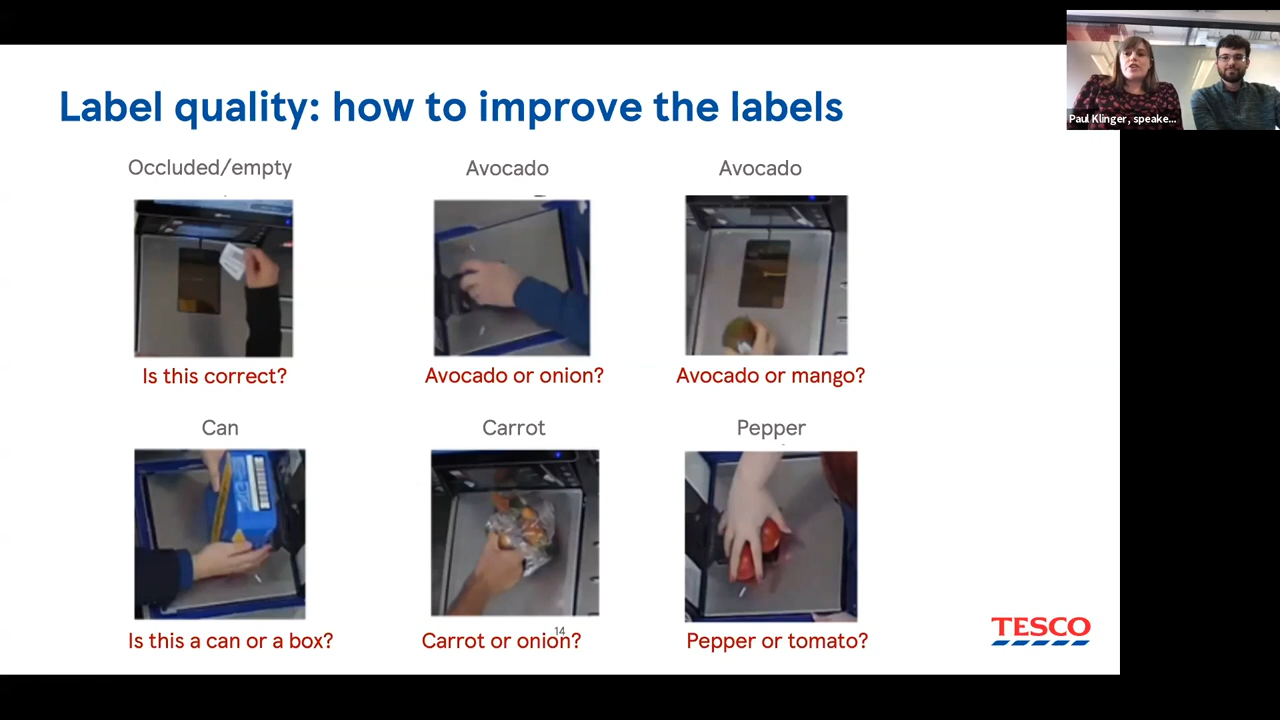 Label quality: how to improve the labels
Occluded/empty
Avocado
Avocado
Is this correct?
Avocado or onion?
Avocado or mango?
Can
Carrot
Pepper
Is this a can or a box?
Carrot or onion?
Pepper or tomato?
14
TESCO
Paul Klinger, speake...